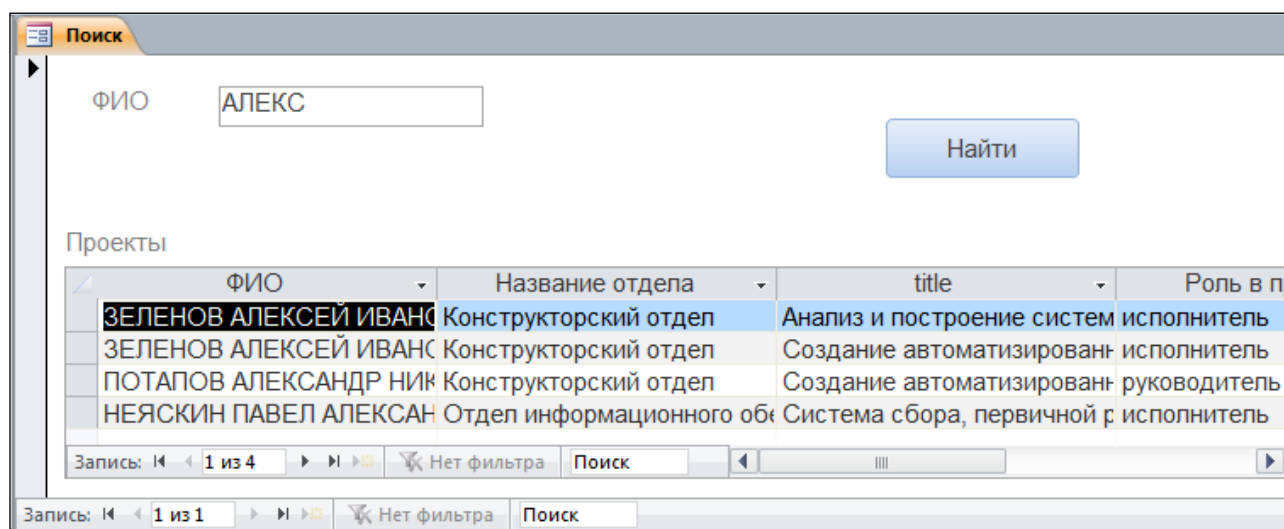 Поиск
ФИО АЛЕКС
Найти
Проекты
ФИО Название отдела title Роль в п
ЗЕЛЕНОВ АЛЕКСЕЙ ИВАНО Конструкторский отдел Анализ и построение систем исполнитель
ЗЕЛЕНОВ АЛЕКСЕЙ ИВАНО Конструкторский отдел Создание автоматизированн исполнитель
ПОТАПОВ АЛЕКСАНДР НИК Конструкторский отдел Создание автоматизированн руководитель
НЕЯСКИН ПАВЕЛ АЛЕКСАН Отдел информационного обе Система сбора, первичной р исполнитель
Запись: 1 из 4 Нет фильтра Поиск
Запись: 1 из 1 Нет фильтра Поиск